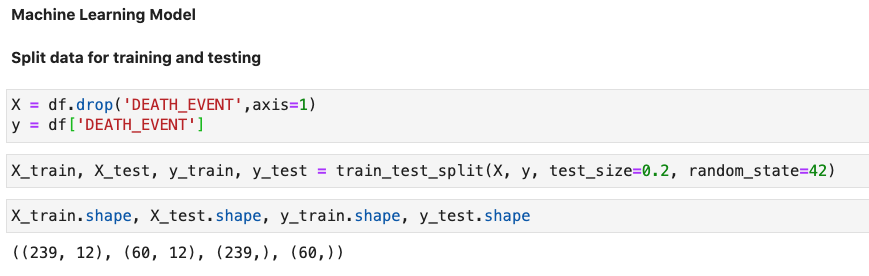 Machine Learning Model
Split data for training and testing
X = df.drop('DEATH_EVENT',axis=1)
y = df['DEATH_EVENT']
X_train, X_test, y_train, y_test = train_test_split(X, y, test_size=0.2, random_state=42)
X_train.shape, X_test.shape, y_train.shape, y_test.shape
((239, 12), (60, 12), (239,), (60,))